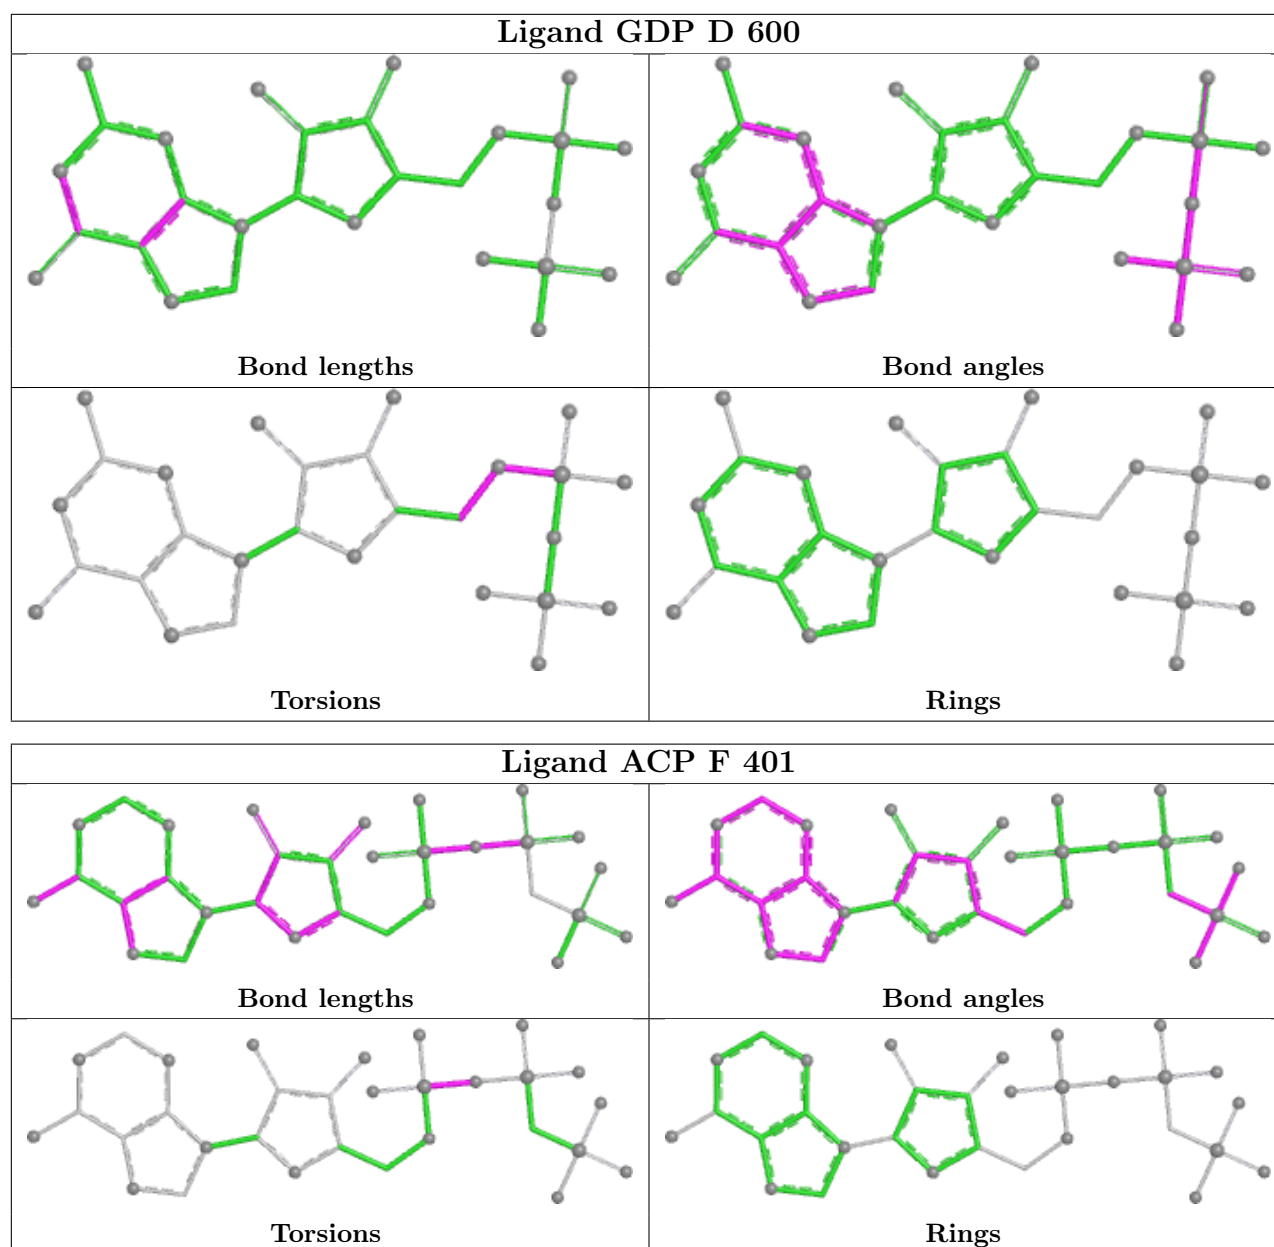 Ligand GDP D 600
Bond lengths
Bond angles
Torsions
Rings
Ligand ACP F 401
Bond lengths
Bond angles
Torsions
Rings